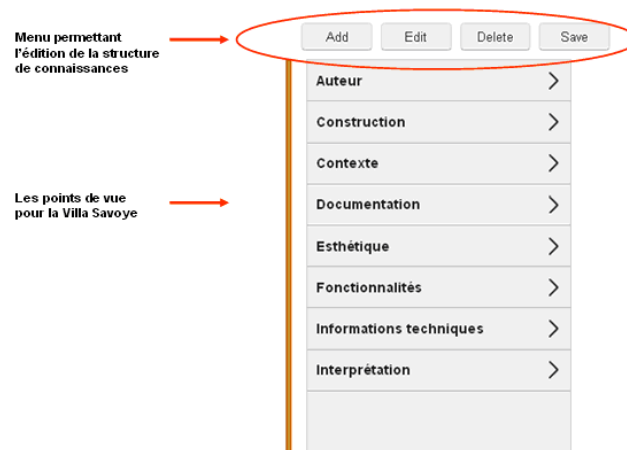 Menu permettant
l'édition de la structure
de connaissances
Add Edit Delete Save
Auteur
Construction
Contexte
Les points de vue
pour la Villa Savoye
Documentation
Esthétique
Fonctionnalités
Informations techniques
Interprétation